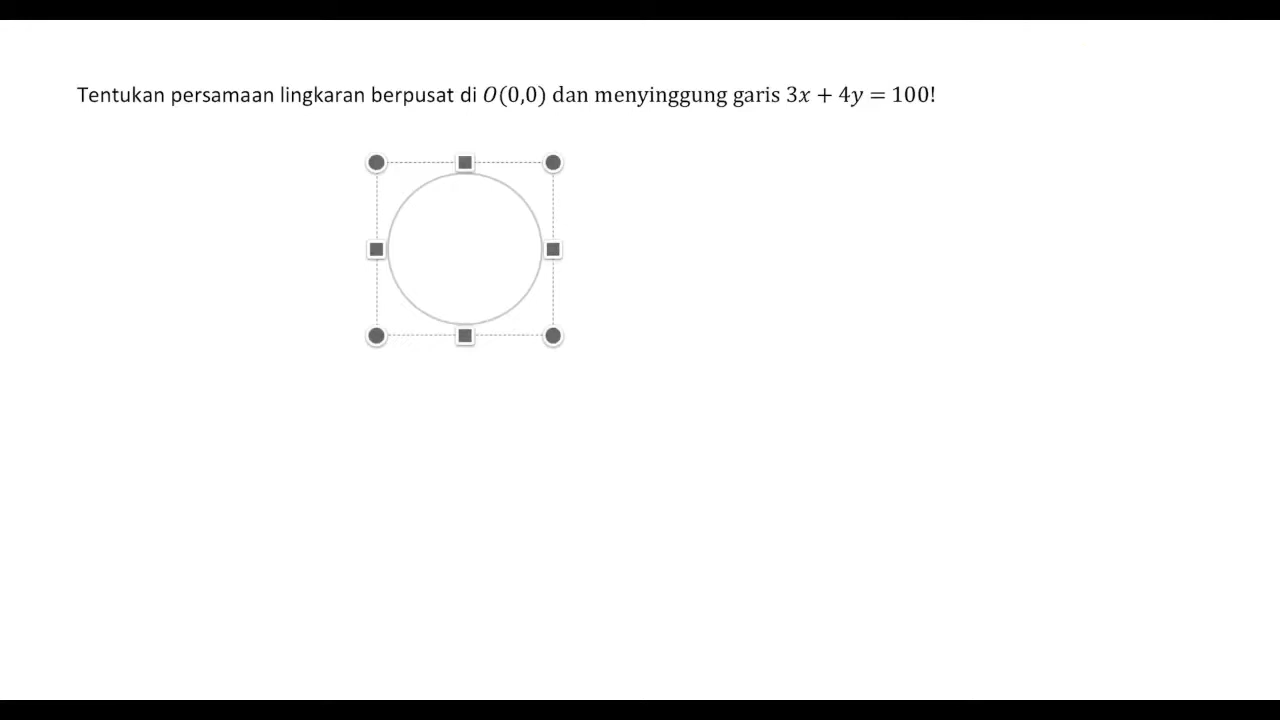 Tentukan persamaan lingkaran berpusat di O(0,0) dan menyinggung garis 3x + 4y = 100!